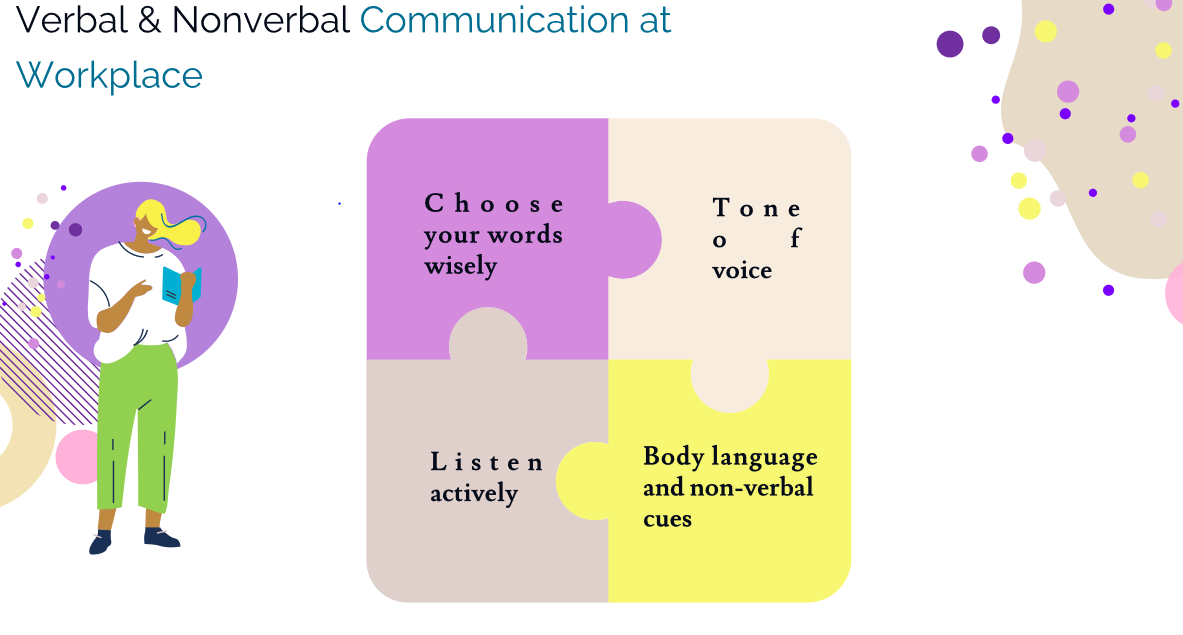 Verbal & Nonverbal Communication at
Workplace
Choose
your words
wisely
Tone
of
voice
Listen
actively
Body language
and non-verbal
cues